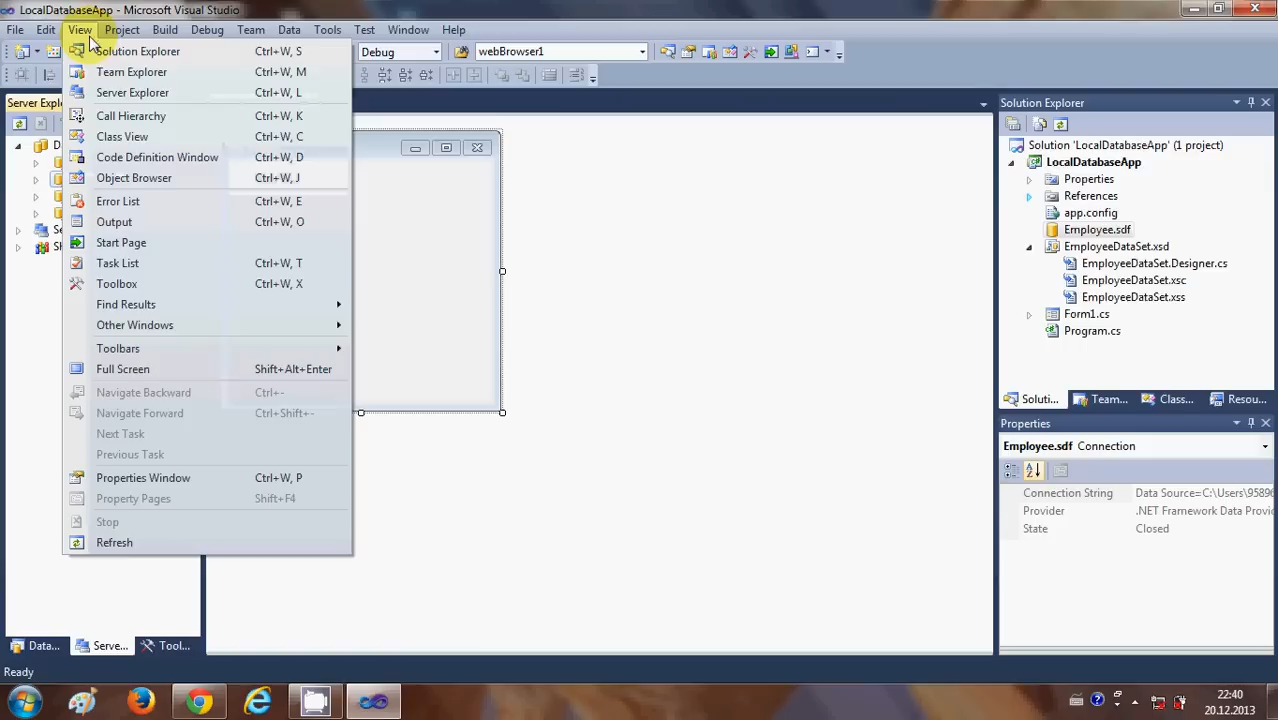 LocalDatabaseApp - Microsoft Visual Studio
File Edit View Project Build Debug Team Data Tools Test Window Help
Debug webBrowser1
Solution Explorer Ctrl+W, S
Team Explorer Ctrl+W, M
Server Explorer Ctrl+W, L
Call Hierarchy Ctrl+W, K
Class View Ctrl+W, C
Code Definition Window Ctrl+W, D
Object Browser Ctrl+W, J
Error List Ctrl+W, E
Output Ctrl+W, O
Start Page
Task List Ctrl+W, T
Toolbox Ctrl+W, X
Find Results
Other Windows
Toolbars
Full Screen Shift+Alt+Enter
Navigate Backward Ctrl+-
Navigate Forward Ctrl+Shift+-
Next Task
Previous Task
Properties Window Ctrl+W, P
Property Pages Shift+F4
Stop
Refresh
Server Explo
D
Se
Sh
Data... Serve... Tool...
Solution Explorer
Solution 'LocalDatabaseApp' (1 project)
LocalDatabaseApp
Properties
References
app.config
Employee.sdf
EmployeeDataSet.xsd
EmployeeDataSet.Designer.cs
EmployeeDataSet.xsc
EmployeeDataSet.xss
Form1.cs
Program.cs
Soluti... Team... Class... Resou...
Properties
Employee.sdf Connection
Connection String Data Source=C:\Users\95896
Provider .NET Framework Data Provic
State Closed
Ready
22:40
20.12.2013